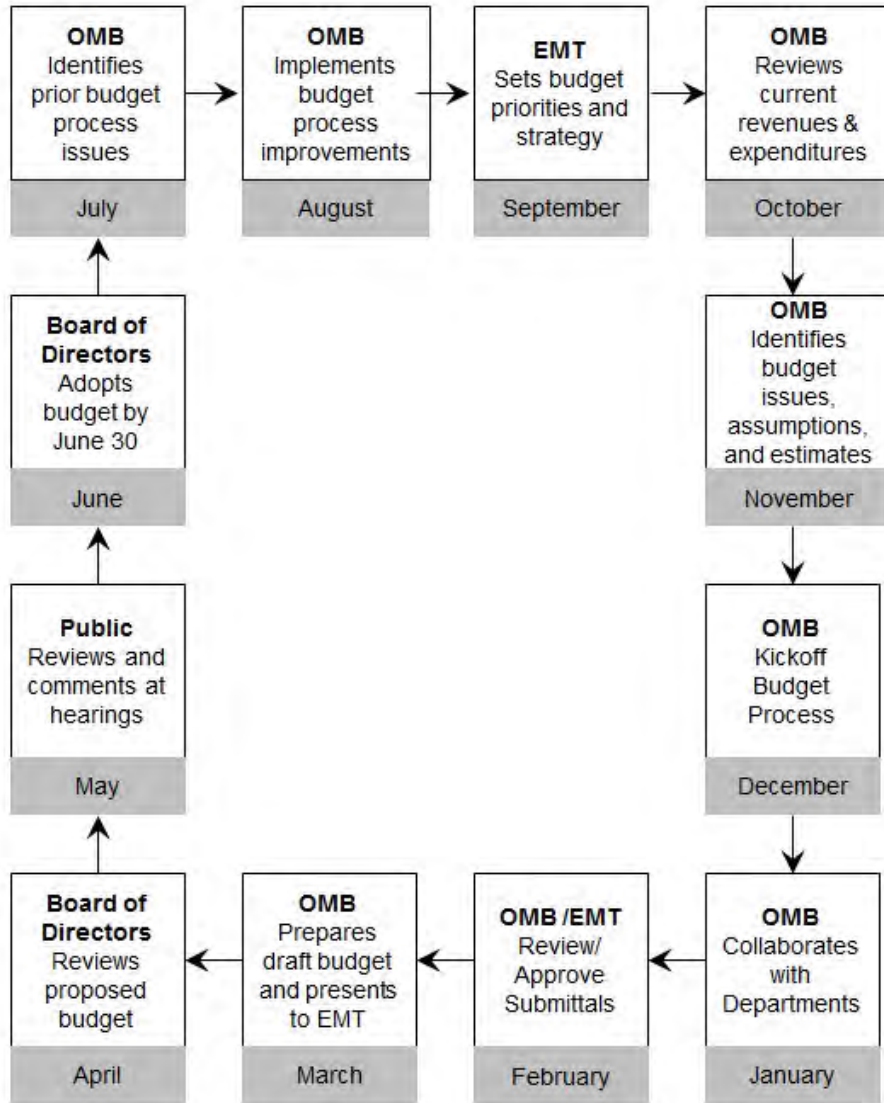 OMB
Identifies
prior budget
process
issues
July
OMB
Implements
budget
process
improvements
August
EMT
Sets budget
priorities and
strategy
September
OMB
Reviews
current
revenues &
expenditures
October
OMB
Identifies
budget
issues,
assumptions,
and estimates
November
OMB
Kickoff
Budget
Process
December
OMB
Collaborates
with
Departments
January
OMB /EMT
Review/
Approve
Submittals
February
OMB
Prepares
draft budget
and presents
to EMT
March
Board of
Directors
Reviews
proposed
budget
April
Public
Reviews and
comments at
hearings
May
Board of
Directors
Adopts
budget by
June 30
June